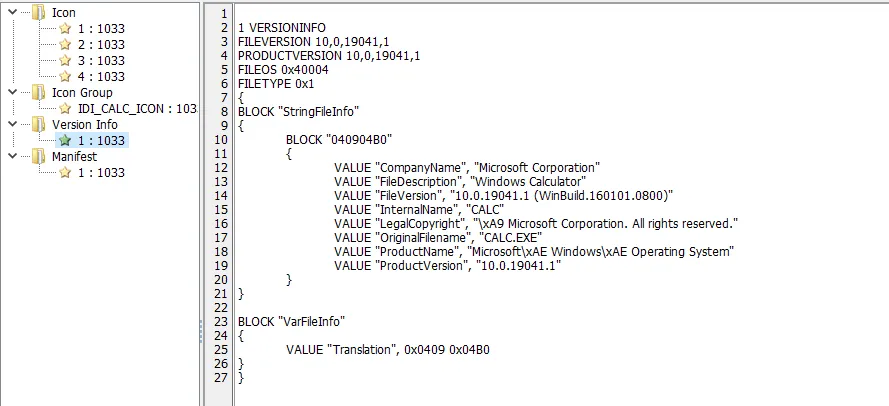 Icon
1 : 1033
2 : 1033
3 : 1033
4 : 1033
Icon Group
IDI_CALC_ICON : 103
Version Info
1 : 1033
Manifest
1 : 1033
1
2 1 VERSIONINFO
3 FILEVERSION 10,0,19041,1
4 PRODUCTVERSION 10,0,19041,1
5 FILEOS 0x40004
6 FILETYPE 0x1
7 {
8 BLOCK "StringFileInfo"
9 {
10 BLOCK "040904B0"
11 {
12 VALUE "CompanyName", "Microsoft Corporation"
13 VALUE "FileDescription", "Windows Calculator"
14 VALUE "FileVersion", "10.0.19041.1 (WinBuild.160101.0800)"
15 VALUE "InternalName", "CALC"
16 VALUE "LegalCopyright", "\xA9 Microsoft Corporation. All rights reserved."
17 VALUE "OriginalFilename", "CALC.EXE"
18 VALUE "ProductName", "Microsoft\xAE Windows\xAE Operating System"
19 VALUE "ProductVersion", "10.0.19041.1"
20 }
21 }
22
23 BLOCK "VarFileInfo"
24 {
25 VALUE "Translation", 0x0409 0x04B0
26 }
27 }